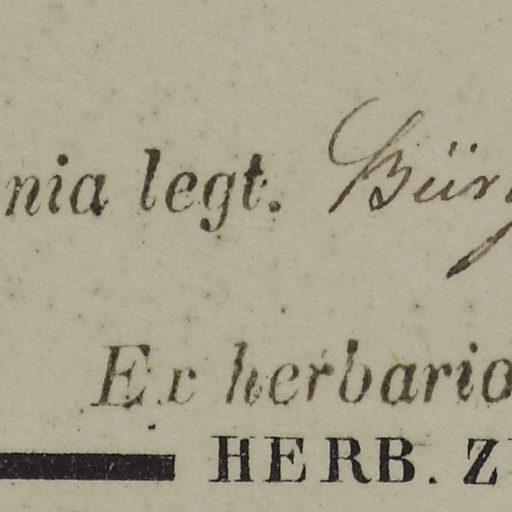 nia legt. Bür
Ex herbario
HERB. Z